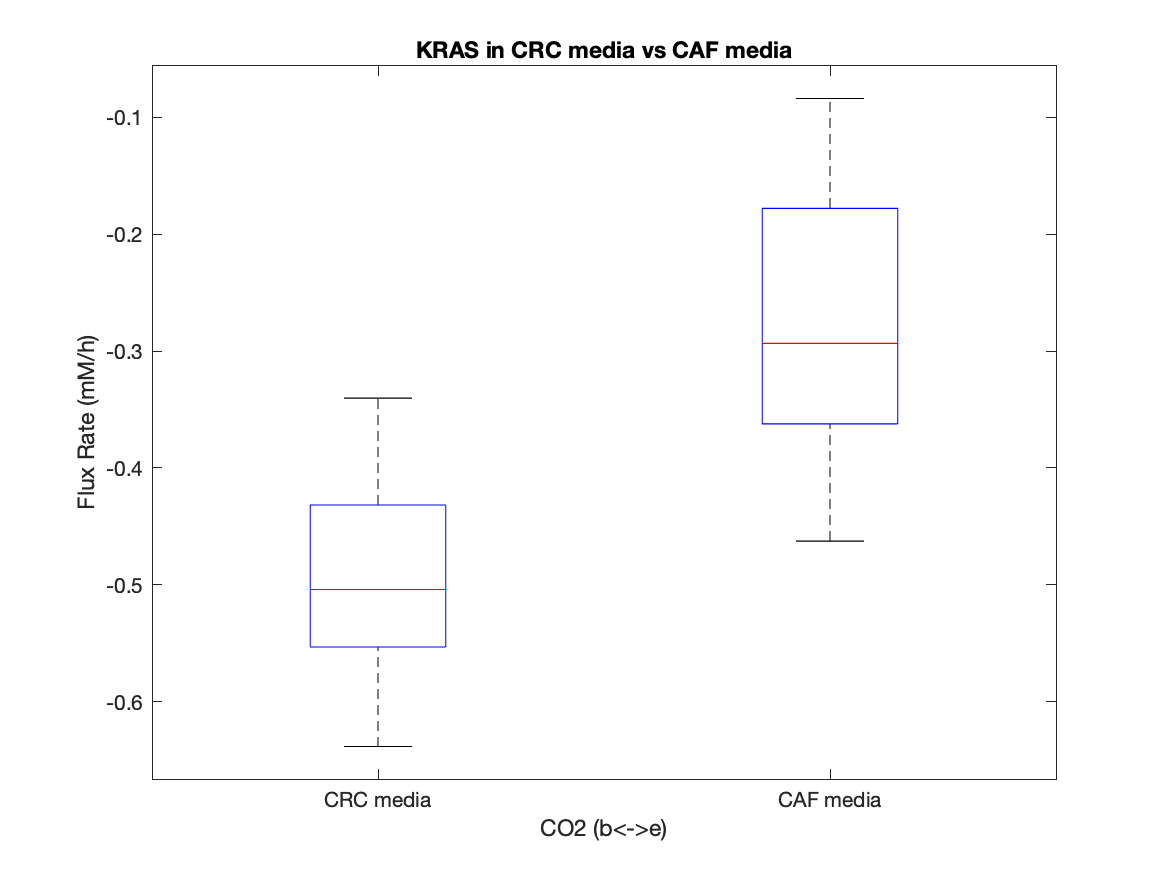 KRAS in CRC media vs CAF media
-0.1
-0.2
-0.3
-0.4
-0.5
-0.6
Flux Rate (mM/h)
CRC media
CAF media
CO2 (b<->e)